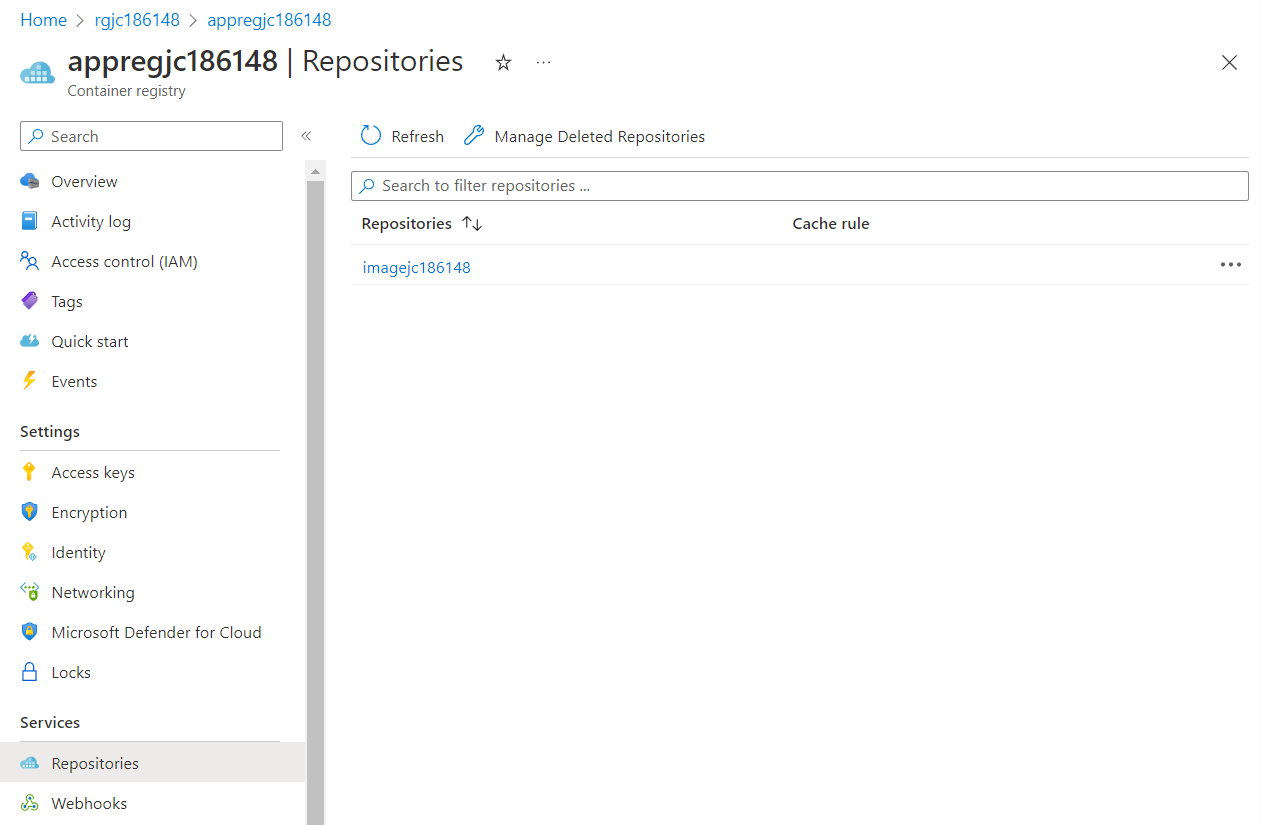 Home > rgjc186148 > appregjc186148
appregjc186148 | Repositories
Container registry
Search
Overview
Activity log
Access control (IAM)
Tags
Quick start
Events
Settings
Access keys
Encryption
Identity
Networking
Microsoft Defender for Cloud
Locks
Services
Repositories
Webhooks
Refresh
Manage Deleted Repositories
Search to filter repositories ...
Repositories Cache rule
imagejc186148